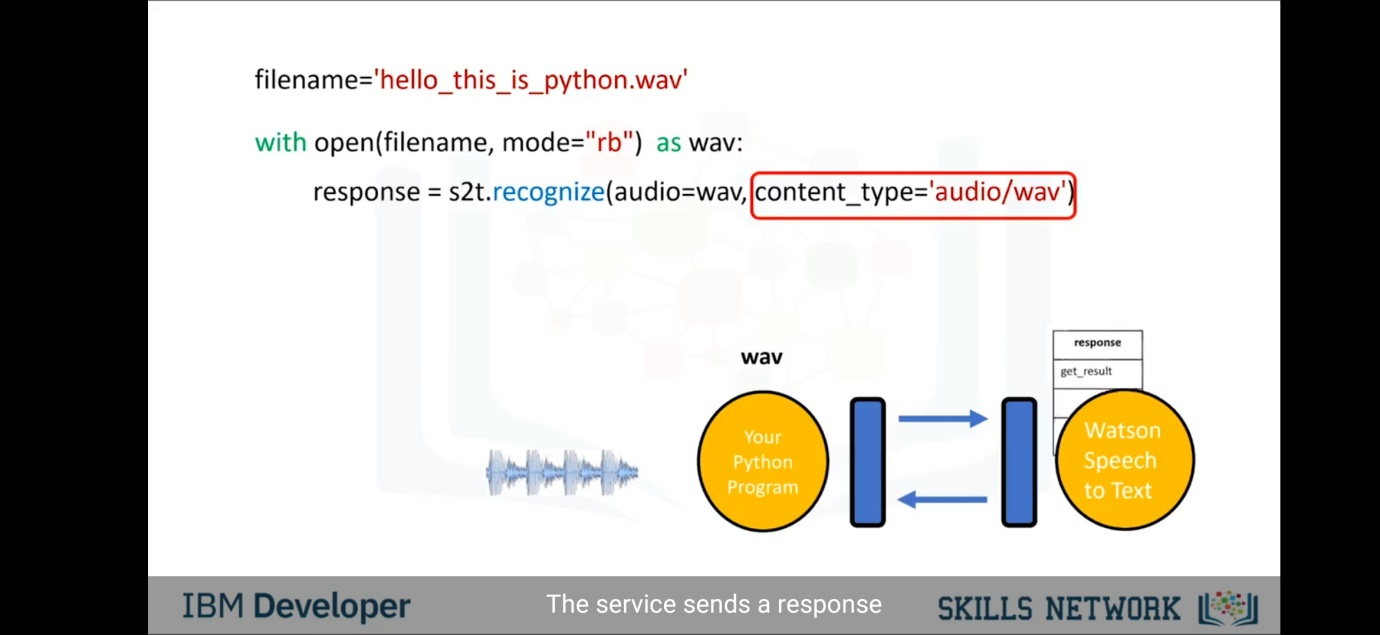 filename='hello_this_is_python.wav'
with open(filename, mode="rb") as wav:
response = s2t.recognize(audio=wav, content_type='audio/wav')
wav
response
get_result
Your
Python
Program
Watson
Speech
to Text
IBM Developer
The service sends a response
SKILLS NETWORK